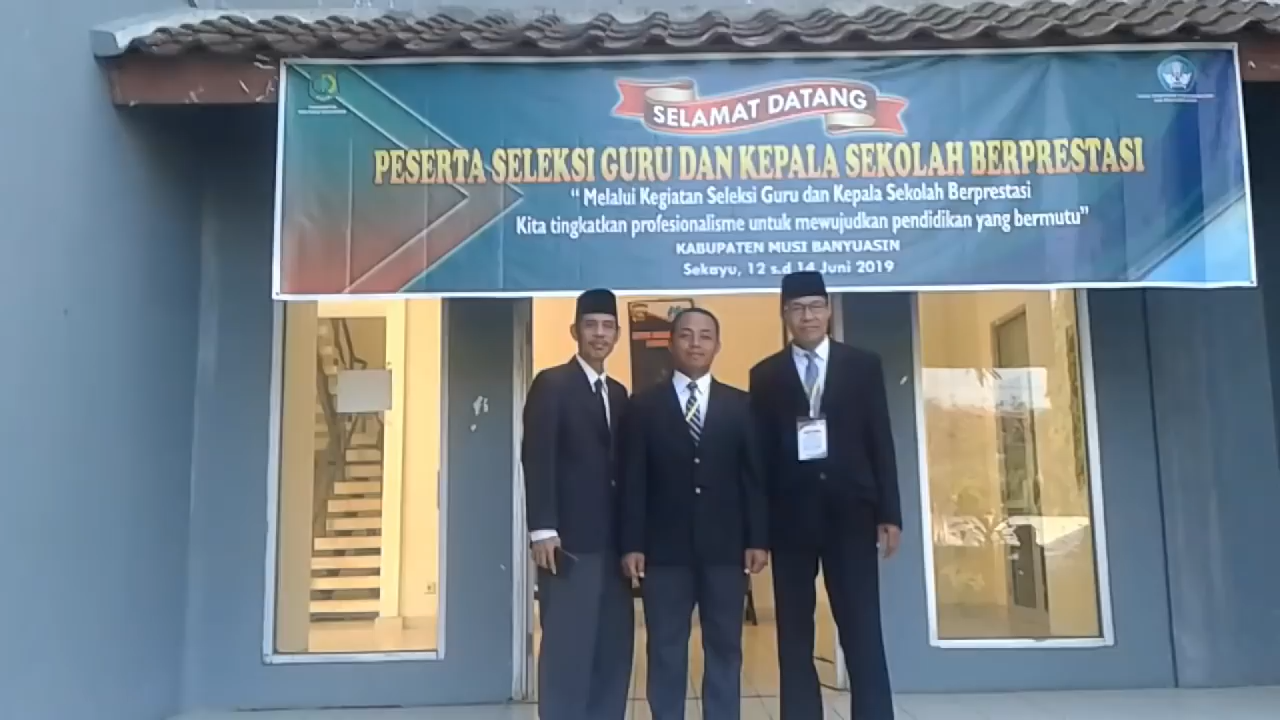 SELAMAT DATANG
PESERTA SELEKSI GURU DAN KEPALA SEKOLAH BERPRESTASI
“ Melalui Kegiatan Seleksi Guru dan Kepala Sekolah Berprestasi
Kita tingkatkan profesionalisme untuk mewujudkan pendidikan yang bermutu”
KABUPATEN MUSI BANYUASIN
Sekayu, 12 s.d 14 Juni 2019